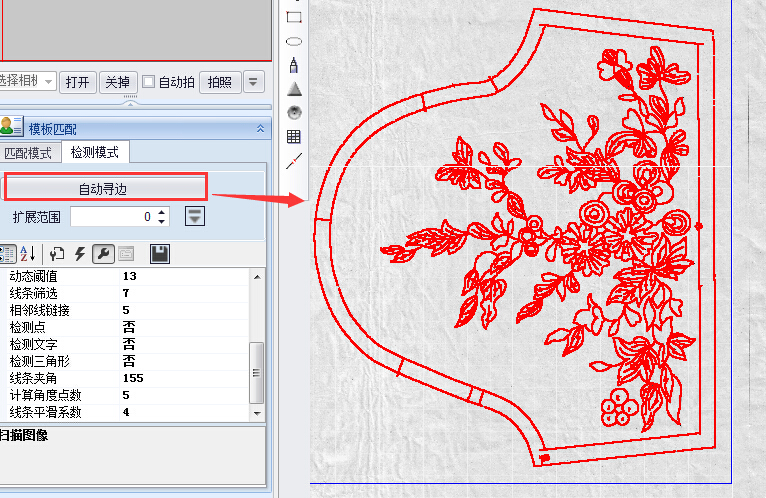 选择相机
打开
关掉
自动拍
拍照
模板匹配
匹配模式
检测模式
自动寻边
扩展范围
0
动态阈值 13
线条筛选 7
相邻线链接 5
检测点 否
检测文字 否
检测三角形 否
线条夹角 155
计算角度点数 5
线条平滑系数 4
扫描图像